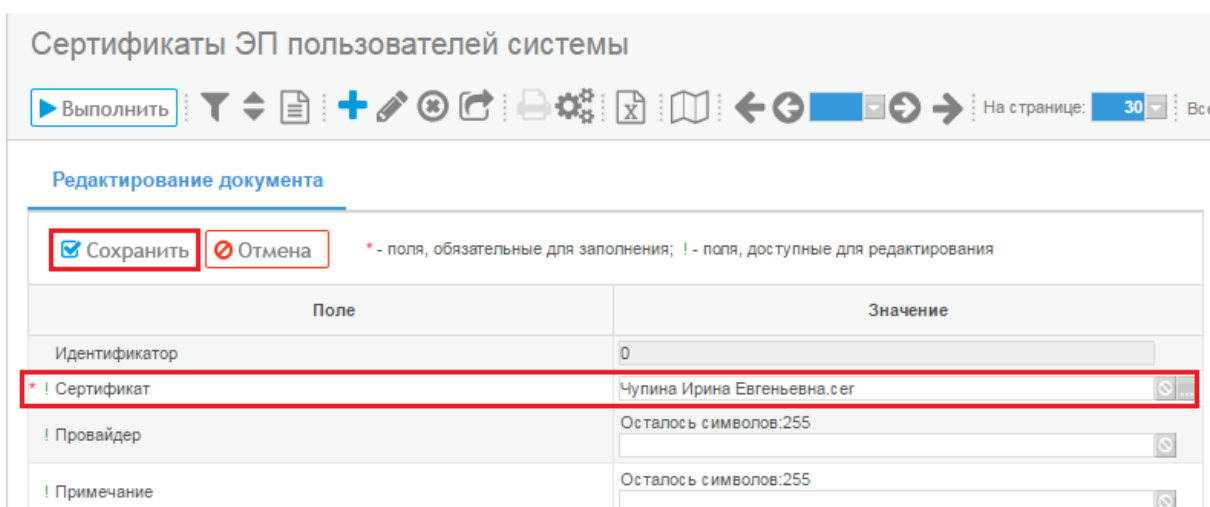 Сертификаты ЭП пользователей системы
Выполнить На странице: 30 Все
Редактирование документа
Сохранить Отмена * - поля, обязательные для заполнения; ! - поля, доступные для редактирования
Поле Значение
Идентификатор 0
* ! Сертификат Чупина Ирина Евгеньевна.cer ...
Осталось символов:255
! Провайдер
Осталось символов:255
! Примечание